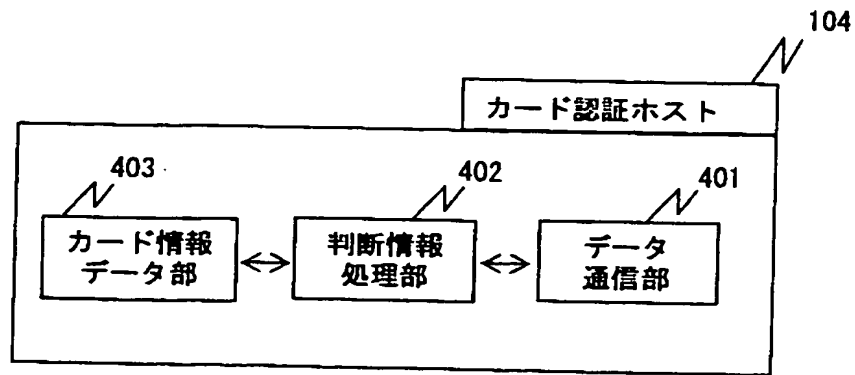 104
カード認証ホスト
403
402
401
カード情報
データ部
判断情報
処理部
データ
通信部